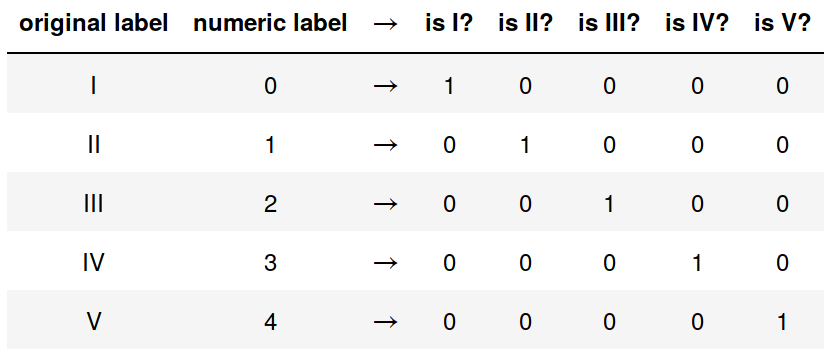 original label numeric label → is I? is II? is III? is IV? is V?
I 0 → 1 0 0 0 0
II 1 → 0 1 0 0 0
III 2 → 0 0 1 0 0
IV 3 → 0 0 0 1 0
V 4 → 0 0 0 0 1